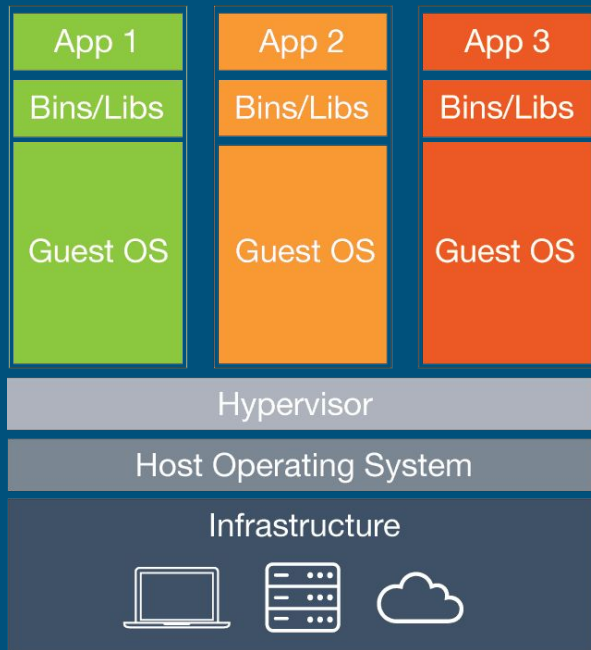 App 1
App 2
App 3
Bins/Libs
Bins/Libs
Bins/Libs
Guest OS
Guest OS
Guest OS
Hypervisor
Host Operating System
Infrastructure